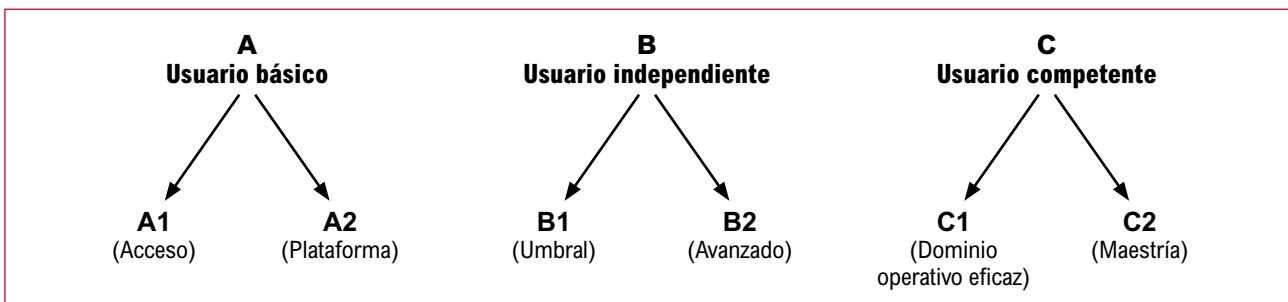 A
Usuario básico
B
Usuario independiente
C
Usuario competente
A1
(Acceso)
A2
(Plataforma)
B1
(Umbral)
B2
(Avanzado)
C1
(Dominio
operativo eficaz)
C2
(Maestría)